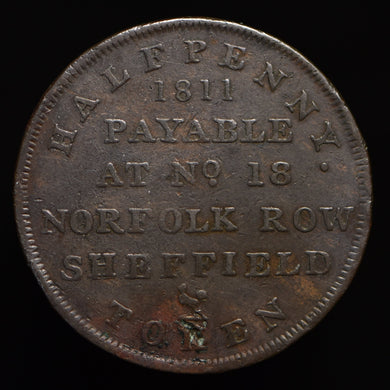 HALFPENNY
1811
PAYABLE
AT No 18
NORFOLK ROW
SHEFFIELD
TOKEN